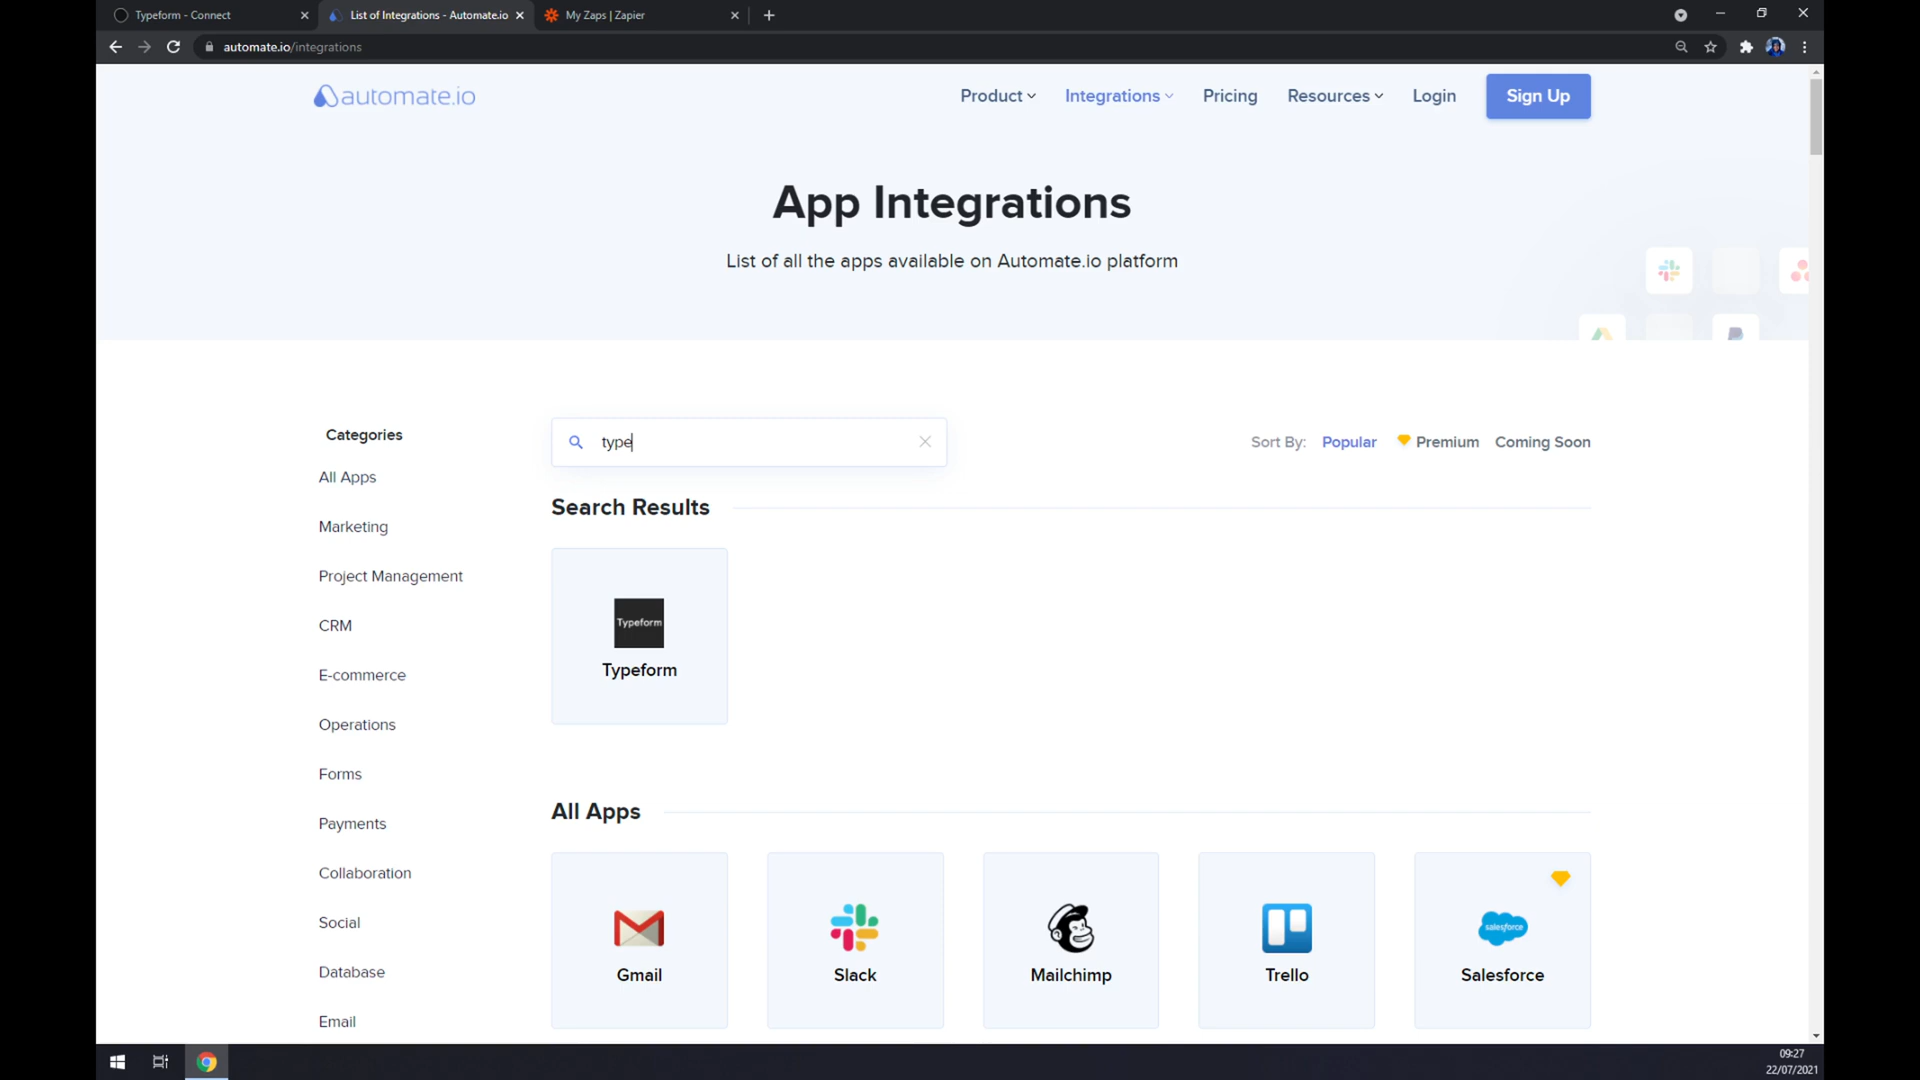 Typeform - Connect
List of Integrations - Automate.io
My Zaps | Zapier
automate.io/integrations
automate.io
Product
Integrations
Pricing
Resources
Login
Sign Up
App Integrations
List of all the apps available on Automate.io platform
Categories
All Apps
Marketing
Project Management
CRM
E-commerce
Operations
Forms
Payments
Collaboration
Social
Database
Email
type
Sort By:
Popular
Premium
Coming Soon
Search Results
Typeform
Typeform
All Apps
Gmail
Slack
Mailchimp
Trello
salesforce
Salesforce
09:27
22/07/2021